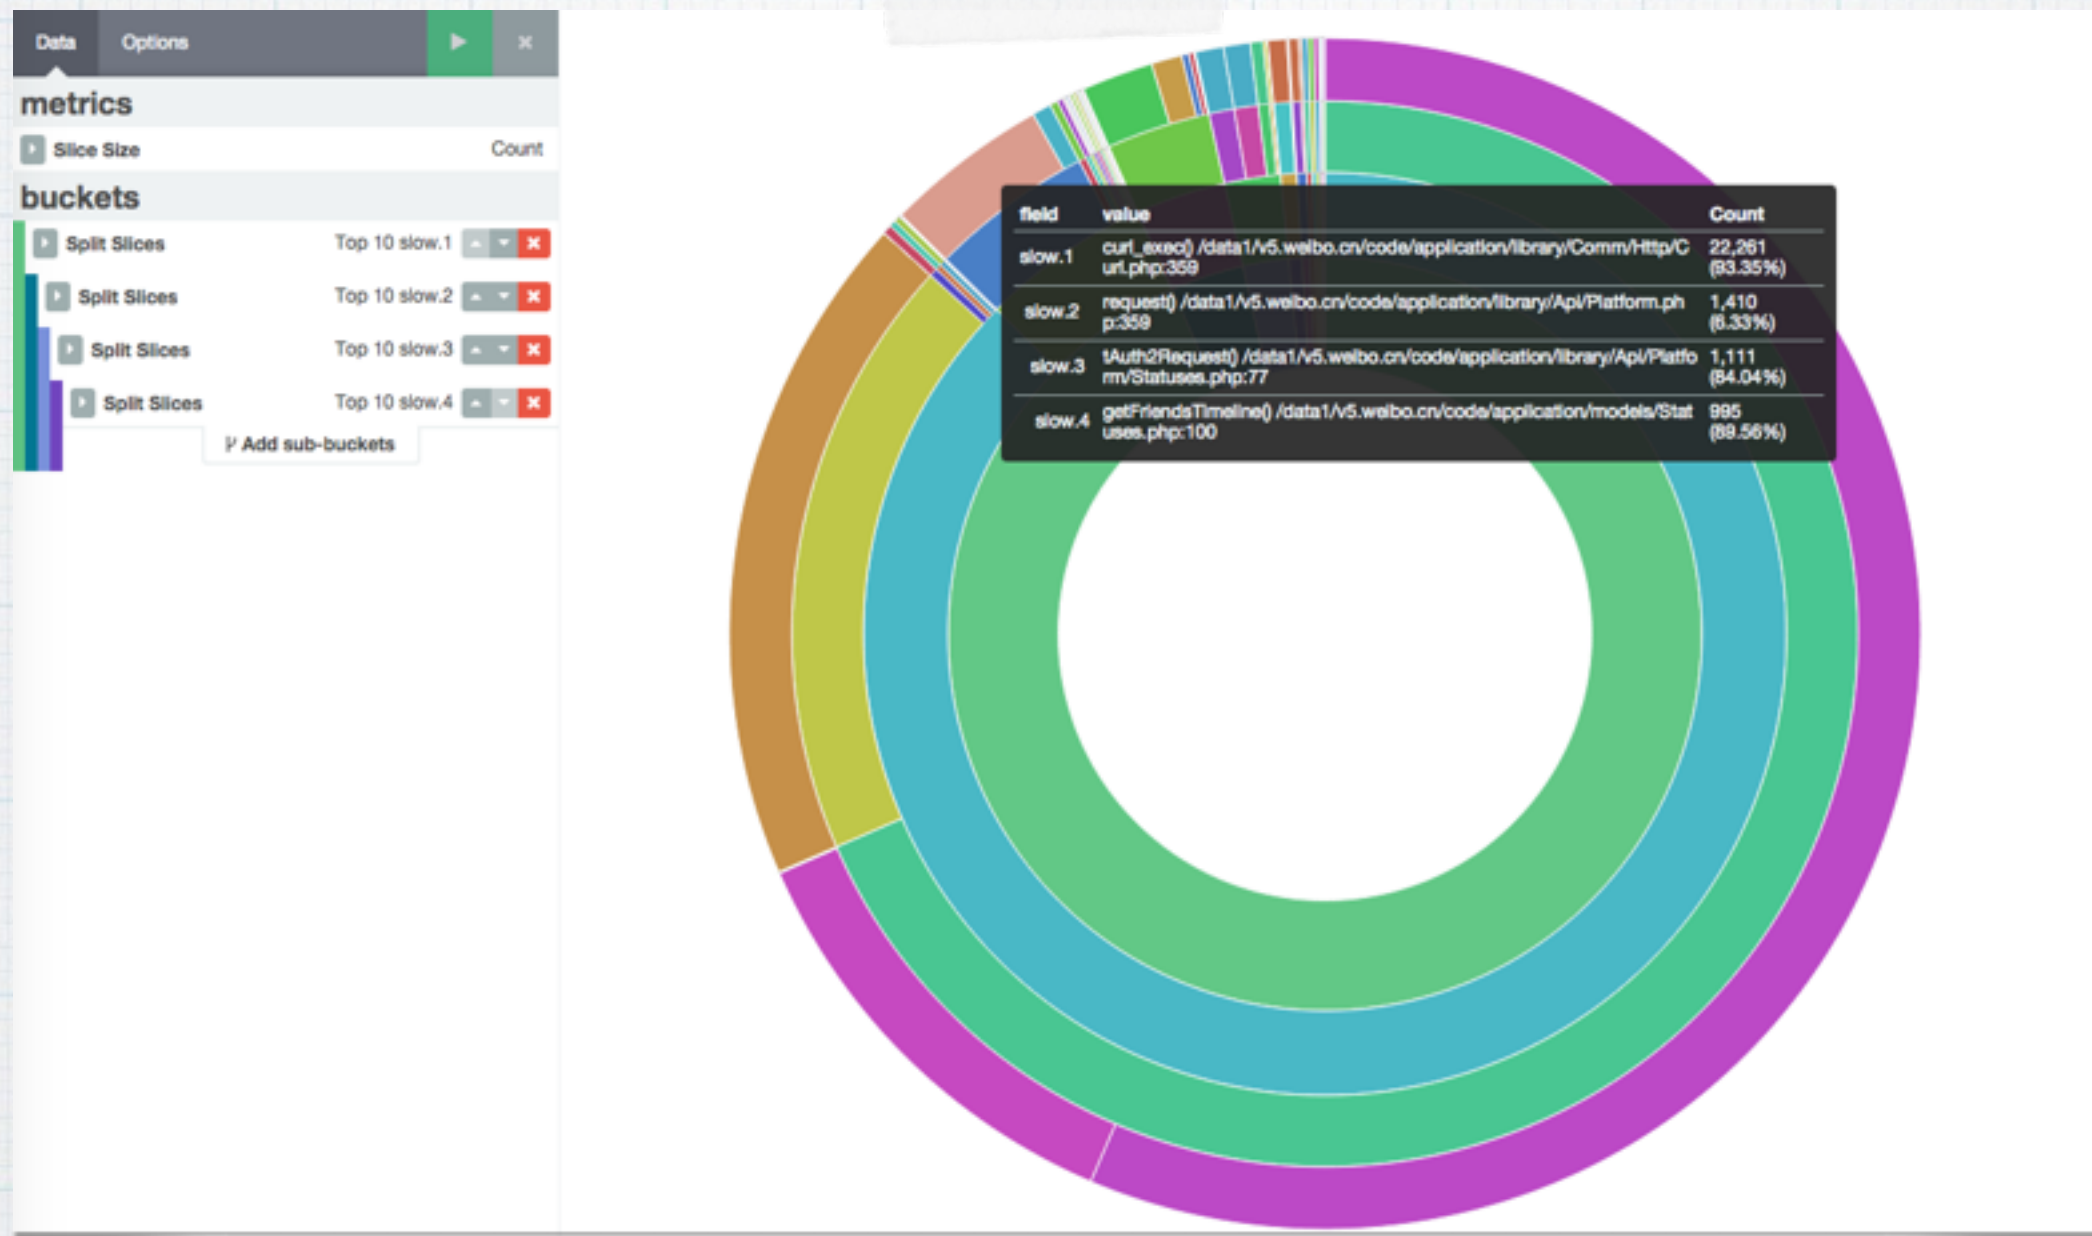 Data Options
metrics
Slice Size Count
buckets
Split Slices Top 10 slow.1
Split Slices Top 10 slow.2
Split Slices Top 10 slow.3
Split Slices Top 10 slow.4
Add sub-buckets
field value Count
slow.1 curl_exec() /data1/v5.weibo.cn/code/application/library/Comm/Http/C 22,261
url.php:359 (93.35%)
slow.2 request() /data1/v5.weibo.cn/code/application/library/Api/Platform.ph 1,410
p:359 (6.33%)
slow.3 tAuth2Request() /data1/v5.weibo.cn/code/application/library/Api/Platfo 1,111
rm/Statuses.php:77 (84.04%)
slow.4 getFriendsTimeline() /data1/v5.weibo.cn/code/application/models/Stat 995
uses.php:100 (89.56%)